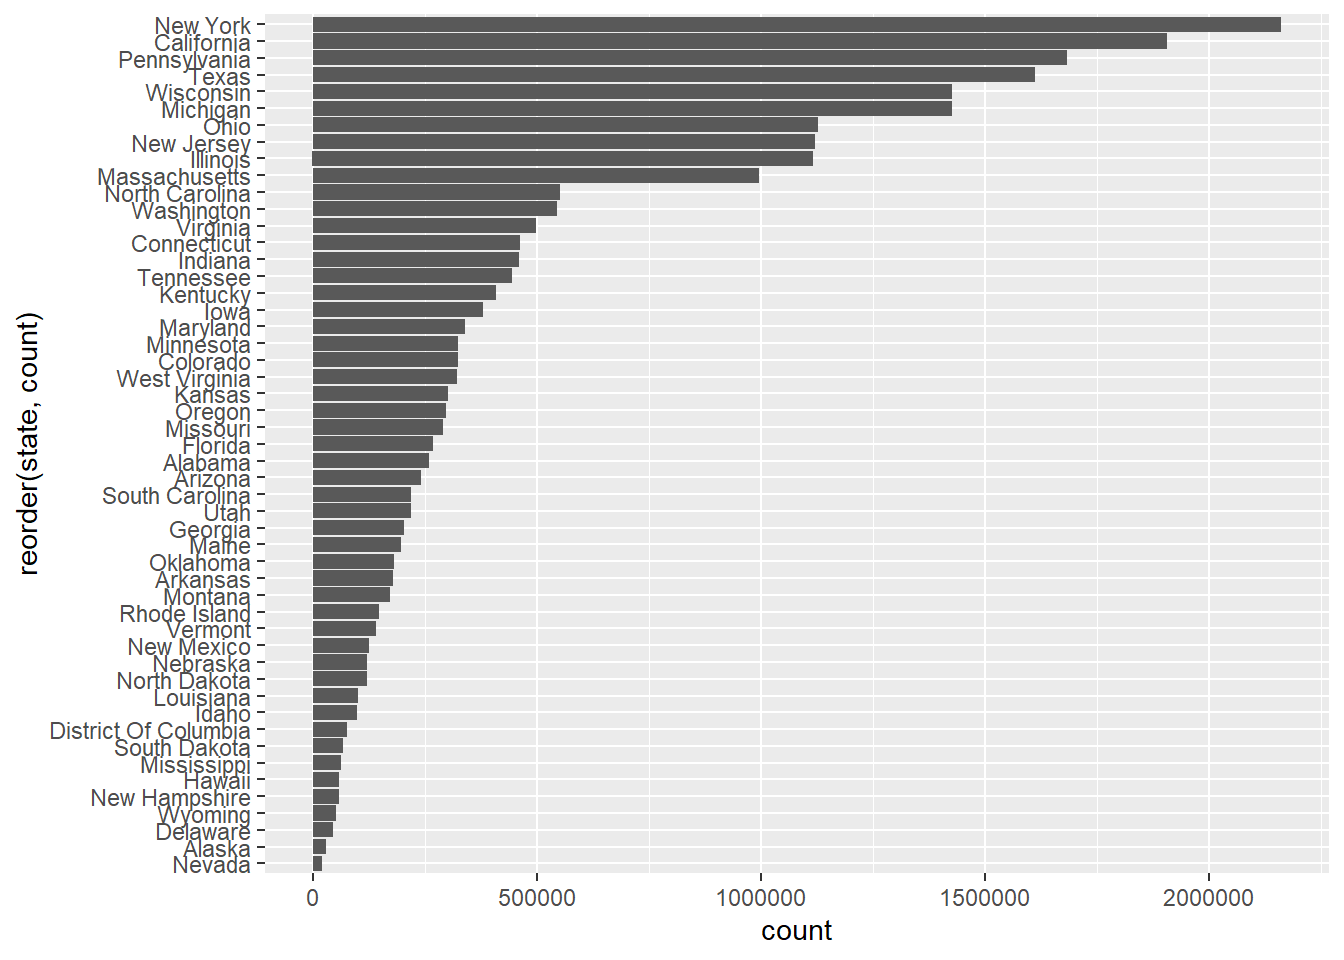 New York
California
Pennsylvania
Texas
Wisconsin
Michigan
Ohio
New Jersey
Illinois
Massachusetts
North Carolina
Washington
Virginia
Connecticut
Indiana
Tennessee
Kentucky
Iowa
Maryland
Minnesota
Colorado
West Virginia
Kansas
Oregon
Missouri
Florida
Alabama
Arizona
South Carolina
Utah
Georgia
Maine
Oklahoma
Arkansas
Montana
Rhode Island
Vermont
New Mexico
Nebraska
North Dakota
Louisiana
Idaho
District Of Columbia
South Dakota
Mississippi
Hawaii
New Hampshire
Wyoming
Delaware
Alaska
Nevada
reorder(state, count)
0 500000 1000000 1500000 2000000
count